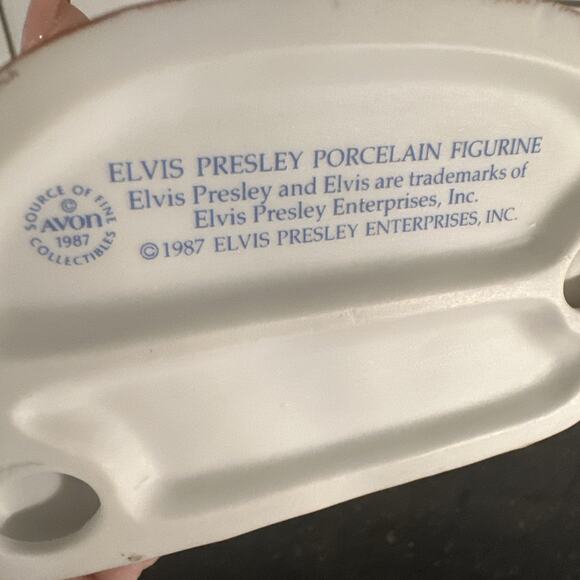 ELVIS PRESLEY PORCELAIN FIGURINE
Elvis Presley and Elvis are trademarks of
Elvis Presley Enterprises, Inc.
©1987 ELVIS PRESLEY ENTERPRISES, INC.
SOURCE OF FINE
©
AVON
1987
COLLECTIBLES